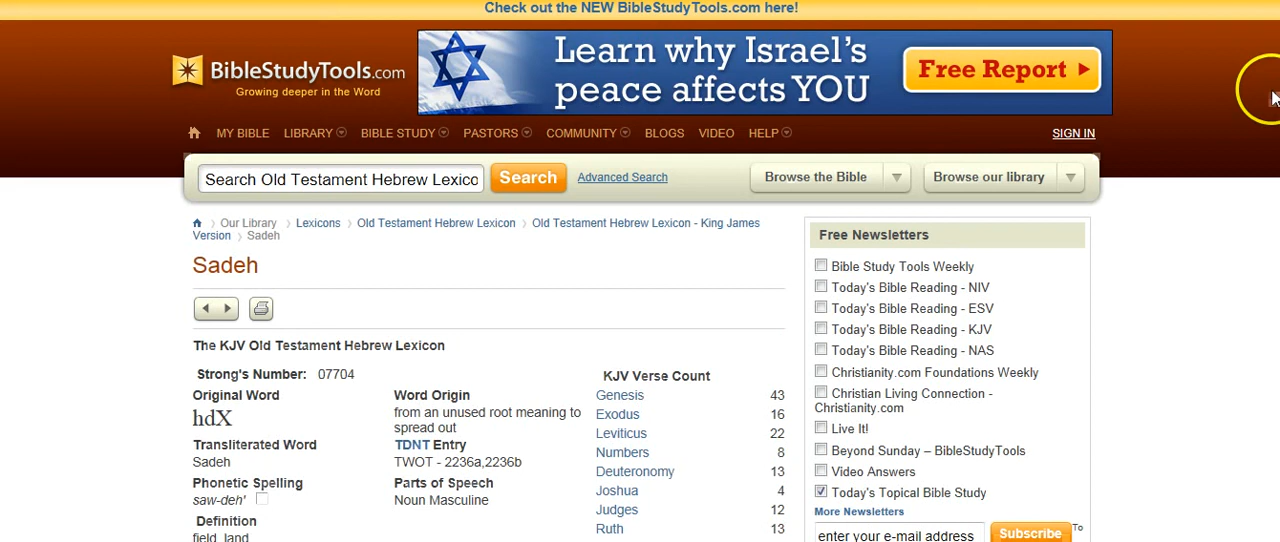 Check out the NEW BibleStudyTools.com here!
Learn why Israel's
peace affects YOU
Free Report
BibleStudyTools.com
Growing deeper in the Word
MY BIBLE LIBRARY BIBLE STUDY PASTORS COMMUNITY BLOGS VIDEO HELP SIGN IN
Search Old Testament Hebrew Lexico Search Advanced Search Browse the Bible Browse our library
Our Library Lexicons Old Testament Hebrew Lexicon Old Testament Hebrew Lexicon - King James
Version Sadeh
Sadeh
The KJV Old Testament Hebrew Lexicon
Strong's Number: 07704
Original Word
hdX
Transliterated Word
Sadeh
Phonetic Spelling
saw-deh'
Definition
field, land
Word Origin
from an unused root meaning to
spread out
TDNT Entry
TWOT - 2236a,2236b
Parts of Speech
Noun Masculine
KJV Verse Count
Genesis 43
Exodus 16
Leviticus 22
Numbers 8
Deuteronomy 13
Joshua 4
Judges 12
Ruth 13
Free Newsletters
Bible Study Tools Weekly
Today's Bible Reading - NIV
Today's Bible Reading - ESV
Today's Bible Reading - KJV
Today's Bible Reading - NAS
Christianity.com Foundations Weekly
Christian Living Connection -
Christianity.com
Live It!
Beyond Sunday – BibleStudyTools
Video Answers
Today's Topical Bible Study
More Newsletters
enter your e-mail address Subscribe To